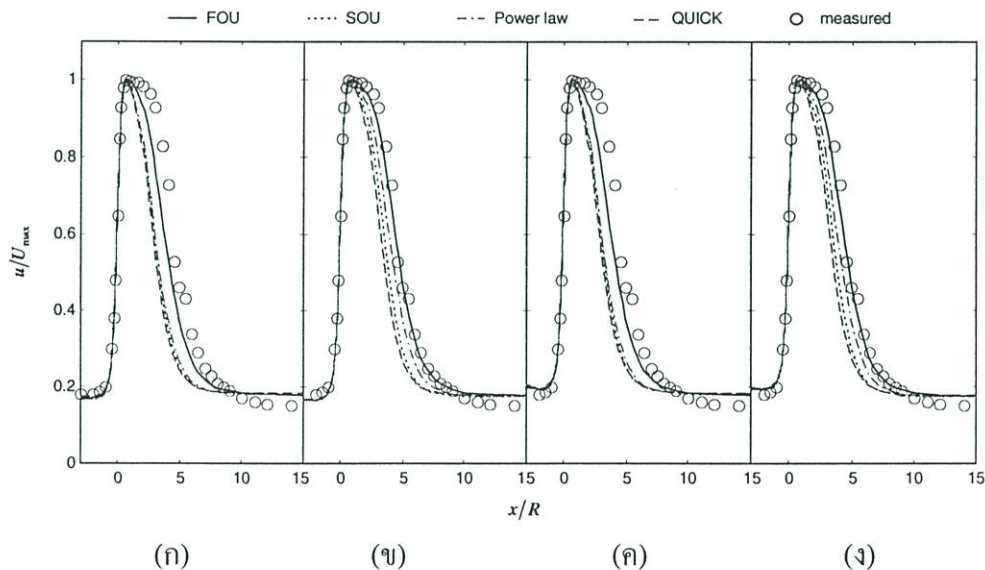 FOU SOU Power law QUICK measured
1
0.8
0.6
0.4
0.2
0
u/Umax
0 5 10 15 0 5 10 15 0 5 10 15 0 5 10 15
x/R
(ก) (ข) (ค) (ง)